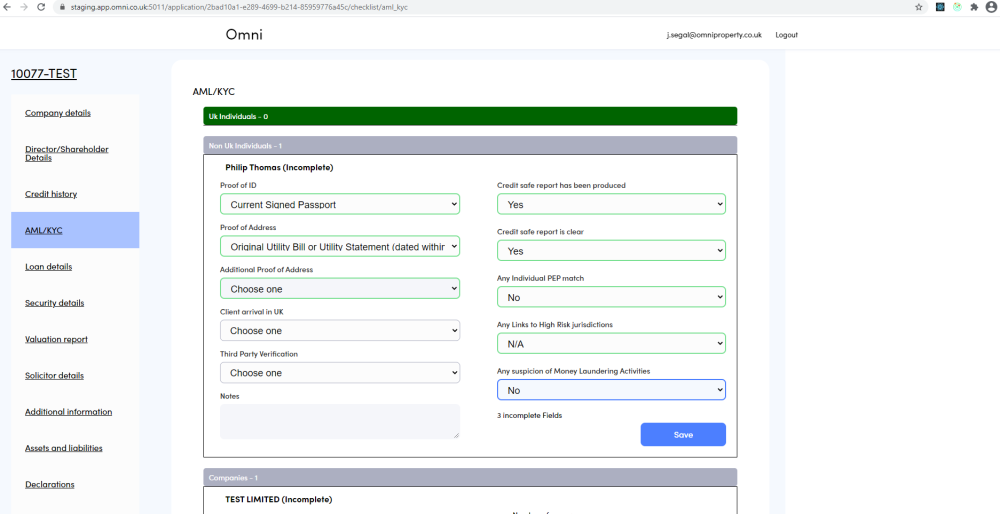 staging.app.omni.co.uk:5011/application/2bad10a1-e289-4699-b214-85959776a45c/checklist/aml_kyc
Omni
j.segal@omniproperty.co.uk
Logout
10077-TEST
Company details
Director/Shareholder
Details
Credit history
AML/KYC
Loan details
Security details
Valuation report
Solicitor details
Additional information
Assets and liabilities
Declarations
AML/KYC
Uk Individuals - 0
Non Uk Individuals - 1
Philip Thomas (Incomplete)
Proof of ID
Current Signed Passport
Proof of Address
Original Utility Bill or Utility Statement (dated withir
Additional Proof of Address
Choose one
Client arrival in UK
Choose one
Third Party Verification
Choose one
Notes
Credit safe report has been produced
Yes
Credit safe report is clear
Yes
Any Individual PEP match
No
Any Links to High Risk jurisdictions
N/A
Any suspicion of Money Laundering Activities
No
3 incomplete Fields
Save
Companies - 1
TEST LIMITED (Incomplete)